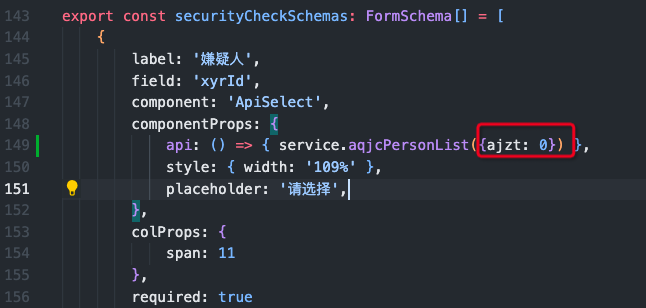 143 export const securityCheckSchemas: FormSchema[] = [
144 {
145 label: '嫌疑人',
146 field: 'xyrId',
147 component: 'ApiSelect',
148 componentProps: {
149 api: () => { service.aqjcPersonList({ajzt: 0}) },
150 style: { width: '109%' },
151 placeholder: '请选择',
152 },
153 colProps: {
154 span: 11
155 },
156 required: true